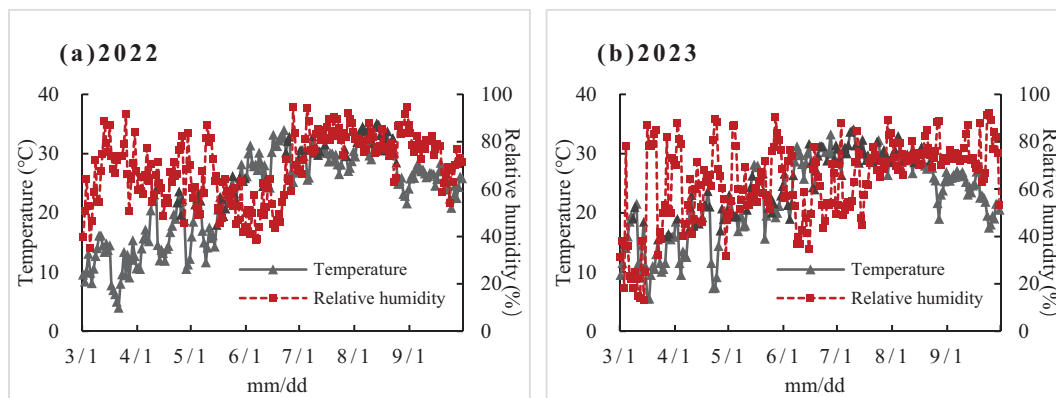 (a)2022
40
30
20
10
0
Temperature (°C)
100
80
60
40
20
0
Relative humidity (%)
Temperature
Relative humidity
3/1 4/1 5/1 6/1 7/1 8/1 9/1
mm/dd
(b)2023
40
30
20
10
0
Temperature (°C)
100
80
60
40
20
0
Relative humidity (%)
Temperature
Relative humidity
3/1 4/1 5/1 6/1 7/1 8/1 9/1
mm/dd